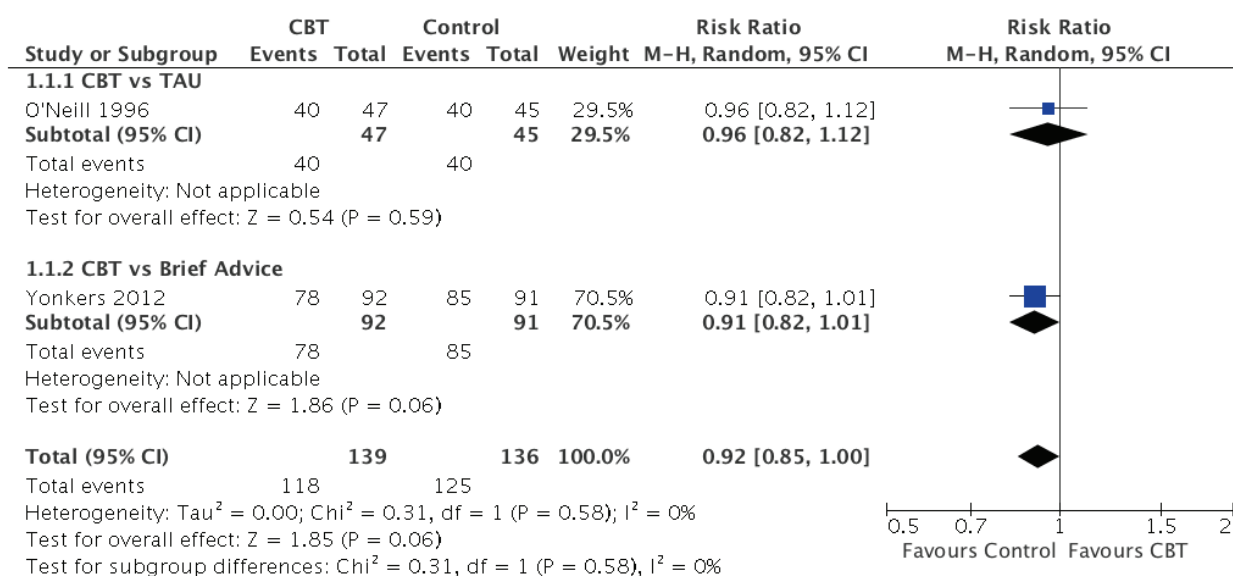 CBT Control Risk Ratio Risk Ratio
Study or Subgroup Events Total Events Total Weight M-H, Random, 95% CI M-H, Random, 95% CI
1.1.1 CBT vs TAU
O'Neill 1996 40 47 40 45 29.5% 0.96 [0.82, 1.12]
Subtotal (95% CI) 47 45 29.5% 0.96 [0.82, 1.12]
Total events 40 40
Heterogeneity: Not applicable
Test for overall effect: Z = 0.54 (P = 0.59)
1.1.2 CBT vs Brief Advice
Yonkers 2012 78 92 85 91 70.5% 0.91 [0.82, 1.01]
Subtotal (95% CI) 92 91 70.5% 0.91 [0.82, 1.01]
Total events 78 85
Heterogeneity: Not applicable
Test for overall effect: Z = 1.86 (P = 0.06)
Total (95% CI) 139 136 100.0% 0.92 [0.85, 1.00]
Total events 118 125
Heterogeneity: Tau² = 0.00; Chi² = 0.31, df = 1 (P = 0.58); I² = 0%
Test for overall effect: Z = 1.85 (P = 0.06)
Test for subgroup differences: Chi² = 0.31, df = 1 (P = 0.58), I² = 0%
0.5 0.7 1 1.5 2
Favours Control Favours CBT